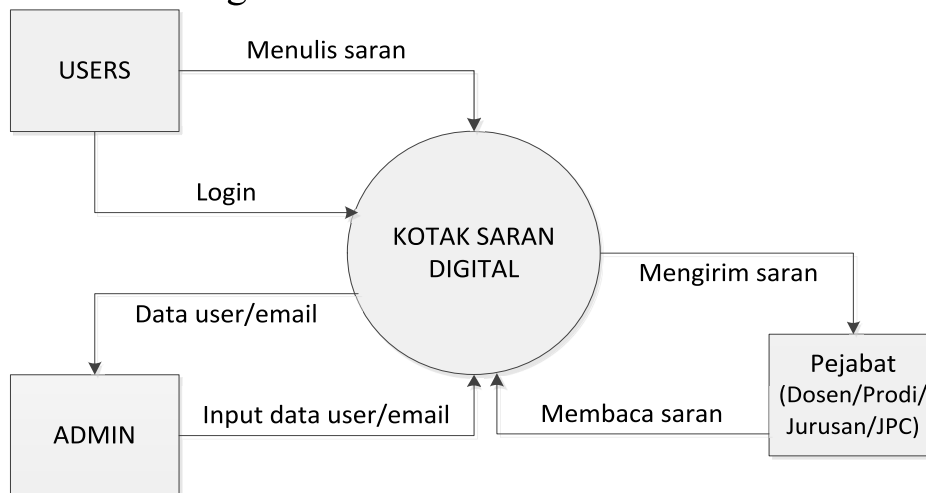 USERS
Menulis saran
Login
KOTAK SARAN
DIGITAL
Mengirim saran
Data user/email
Pejabat
(Dosen/Prodi/
Jurusan/JPC)
ADMIN
Input data user/email
Membaca saran